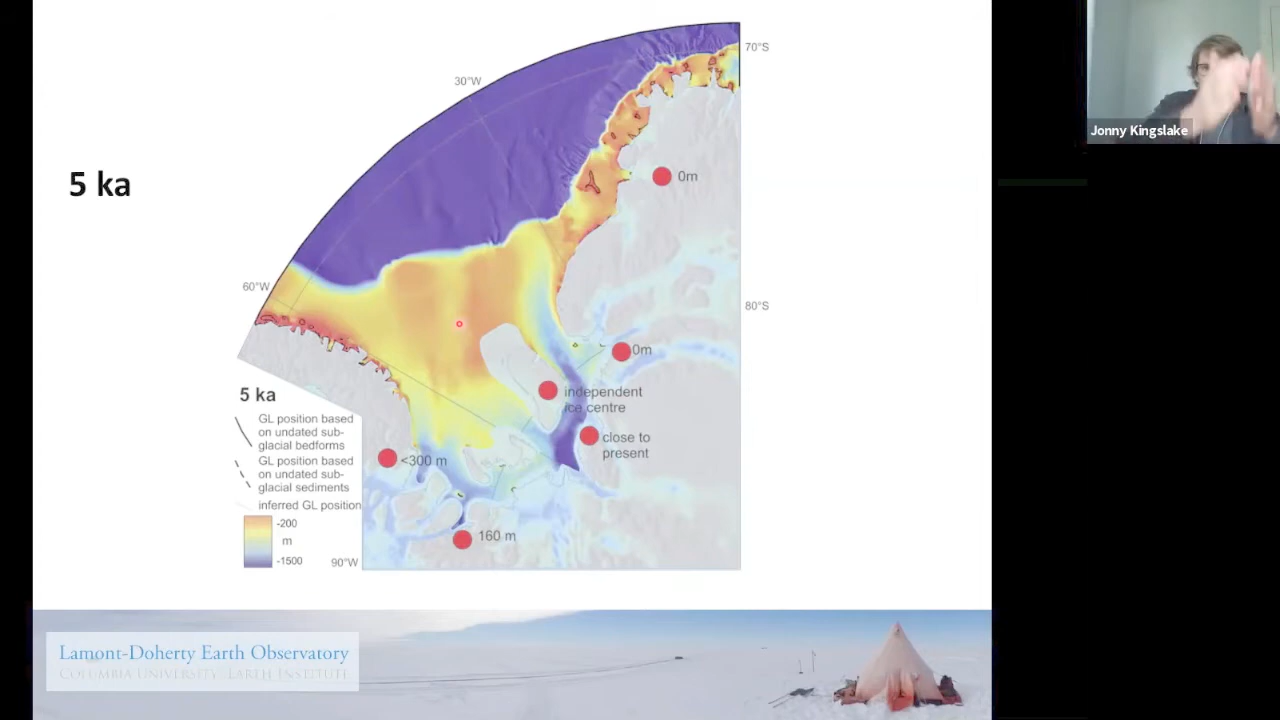 5 ka
70°S
30°W
0m
60°W
80°S
0m
independent
ice centre
close to
present
<300 m
160 m
5 ka
GL position based
on undated sub-
glacial bedforms
GL position based
on undated sub-
glacial sediments
inferred GL position
-200
m
-1500
90°W
Lamont-Doherty Earth Observatory
COLUMBIA UNIVERSITY | EARTH INSTITUTE
Jonny Kingslake